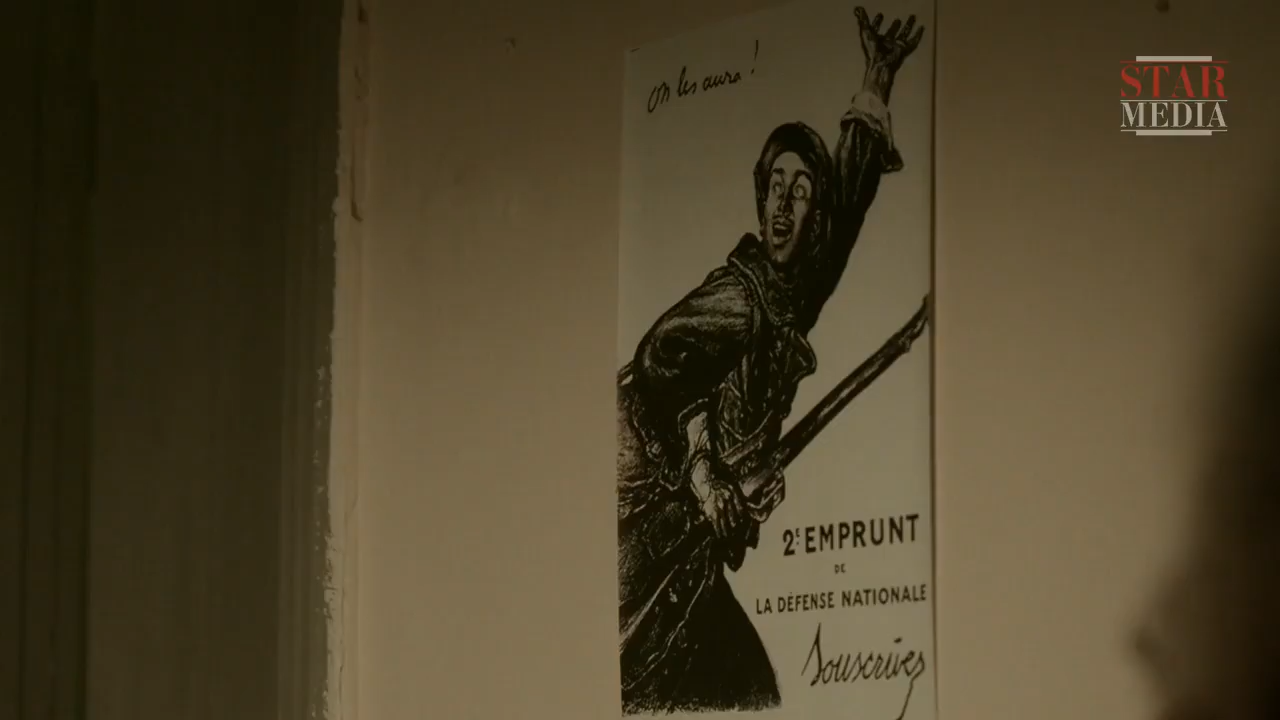 On les aura !
STAR
MEDIA
2E EMPRUNT
DE
LA DÉFENSE NATIONALE
Souscrivez